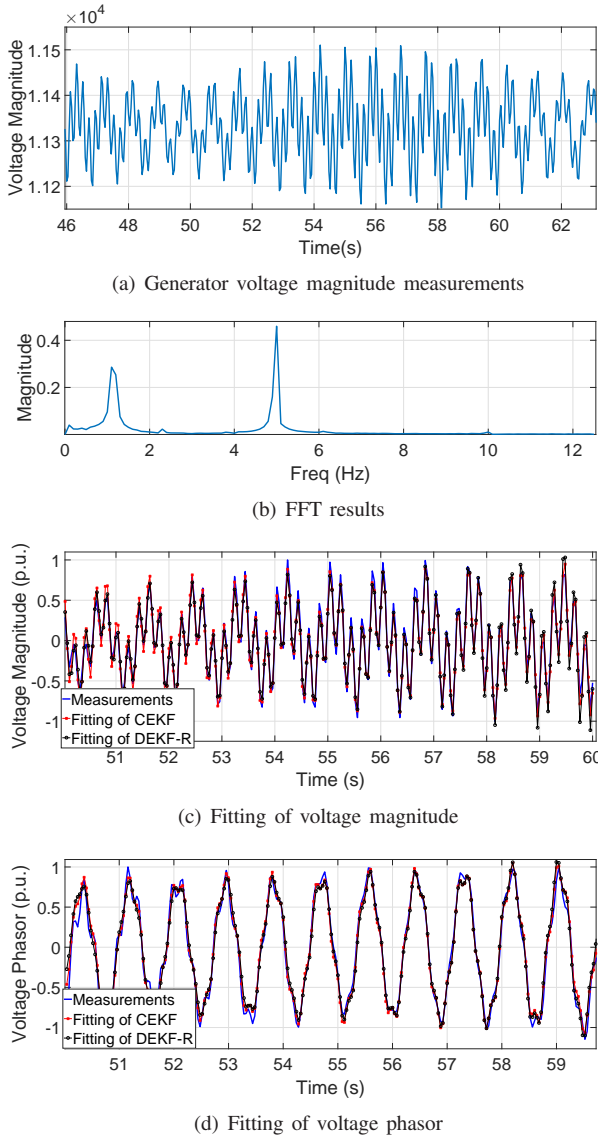 ×10⁴
11.15
1.14
1.13
1.12
Voltage Magnitude
46 48 50 52 54 56 58 60 62
Time(s)
(a) Generator voltage magnitude measurements
0.4
0.2
Magnitude
0 2 4 6 8 10 12
Freq (Hz)
(b) FFT results
1
0.5
0
-0.5
-1
Voltage Magnitude (p.u.)
Measurements
Fitting of CEKF
Fitting of DEKF-R
51 52 53 54 55 56 57 58 59 60
Time (s)
(c) Fitting of voltage magnitude
1
0.5
0
-0.5
-1
Voltage Phasor (p.u.)
Measurements
Fitting of CEKF
Fitting of DEKF-R
51 52 53 54 55 56 57 58 59
Time (s)
(d) Fitting of voltage phasor